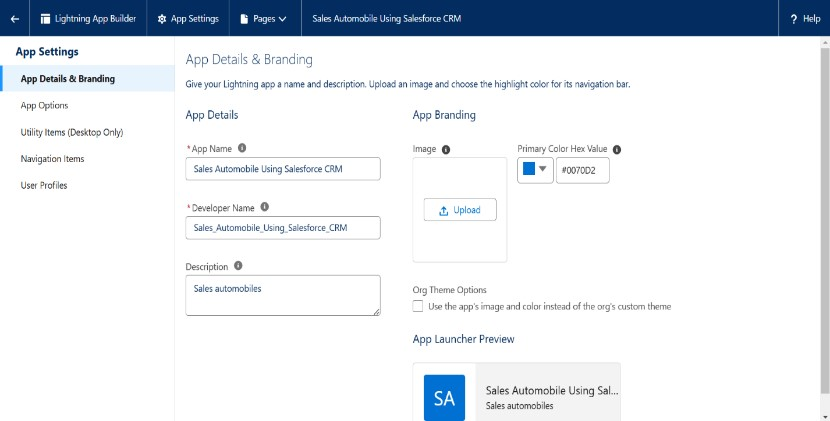 Lightning App Builder
App Settings
Pages
Sales Automobile Using Salesforce CRM
? Help
App Settings
App Details & Branding
App Options
Utility Items (Desktop Only)
Navigation Items
User Profiles
App Details & Branding
Give your Lightning app a name and description. Upload an image and choose the highlight color for its navigation bar.
App Details
* App Name
Sales Automobile Using Salesforce CRM
* Developer Name
Sales_Automobile_Using_Salesforce_CRM
Description
Sales automobiles
App Branding
Image
Upload
Primary Color Hex Value
#0070D2
Org Theme Options
Use the app's image and color instead of the org's custom theme
App Launcher Preview
SA
Sales Automobile Using Sal...
Sales automobiles